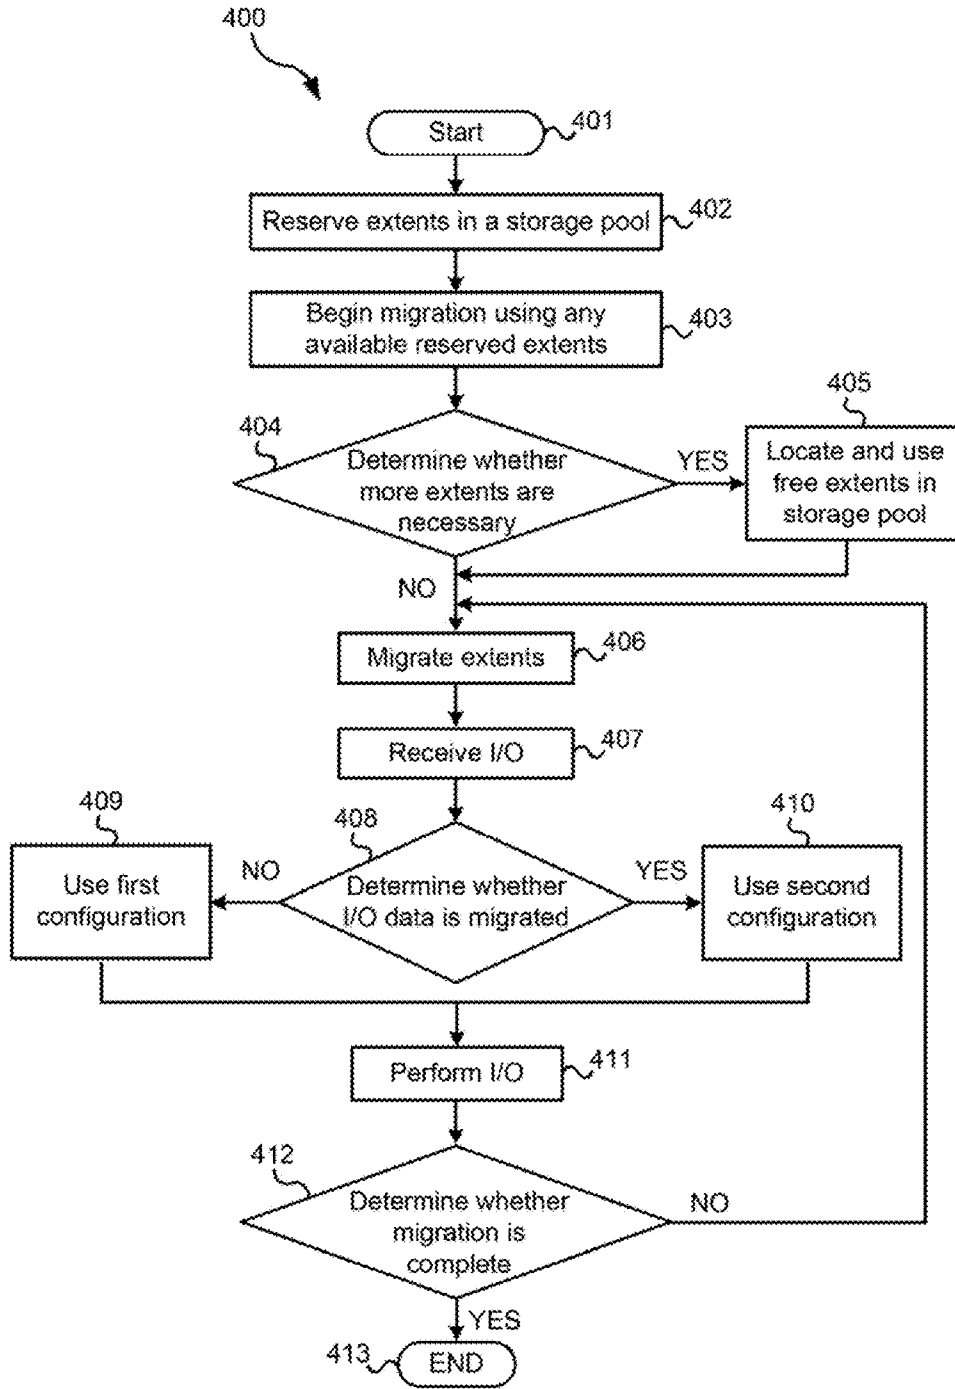 400
Start
401
Reserve extents in a storage pool
402
Begin migration using any
available reserved extents
403
404
Determine whether
more extents are
necessary
YES
405
Locate and use
free extents in
storage pool
NO
Migrate extents
406
Receive I/O
407
408
Determine whether
I/O data is migrated
NO
YES
409
Use first
configuration
410
Use second
configuration
Perform I/O
411
412
Determine whether
migration is
complete
NO
YES
413
END